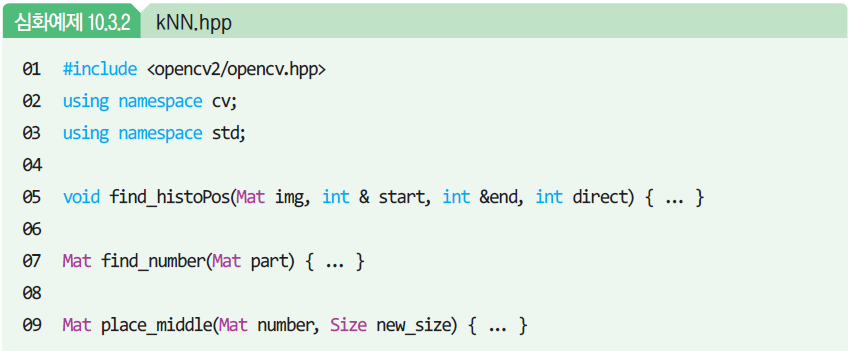 심화예제 10.3.2 kNN.hpp
01 #include <opencv2/opencv.hpp>
02 using namespace cv;
03 using namespace std;
04
05 void find_histoPos(Mat img, int & start, int &end, int direct) { … }
06
07 Mat find_number(Mat part) { … }
08
09 Mat place_middle(Mat number, Size new_size) { … }